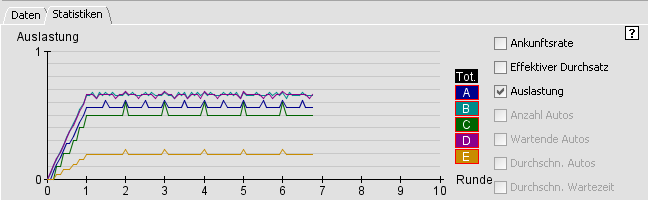 Daten Statistiken
?
Auslastung
1
0
0 1 2 3 4 5 6 7 8 9 10
Runde
Tot.
A
B
C
D
E
Ankunftsrate
Effektiver Durchsatz
Auslastung
Anzahl Autos
Wartende Autos
Durchschn. Autos
Durchschn. Wartezeit